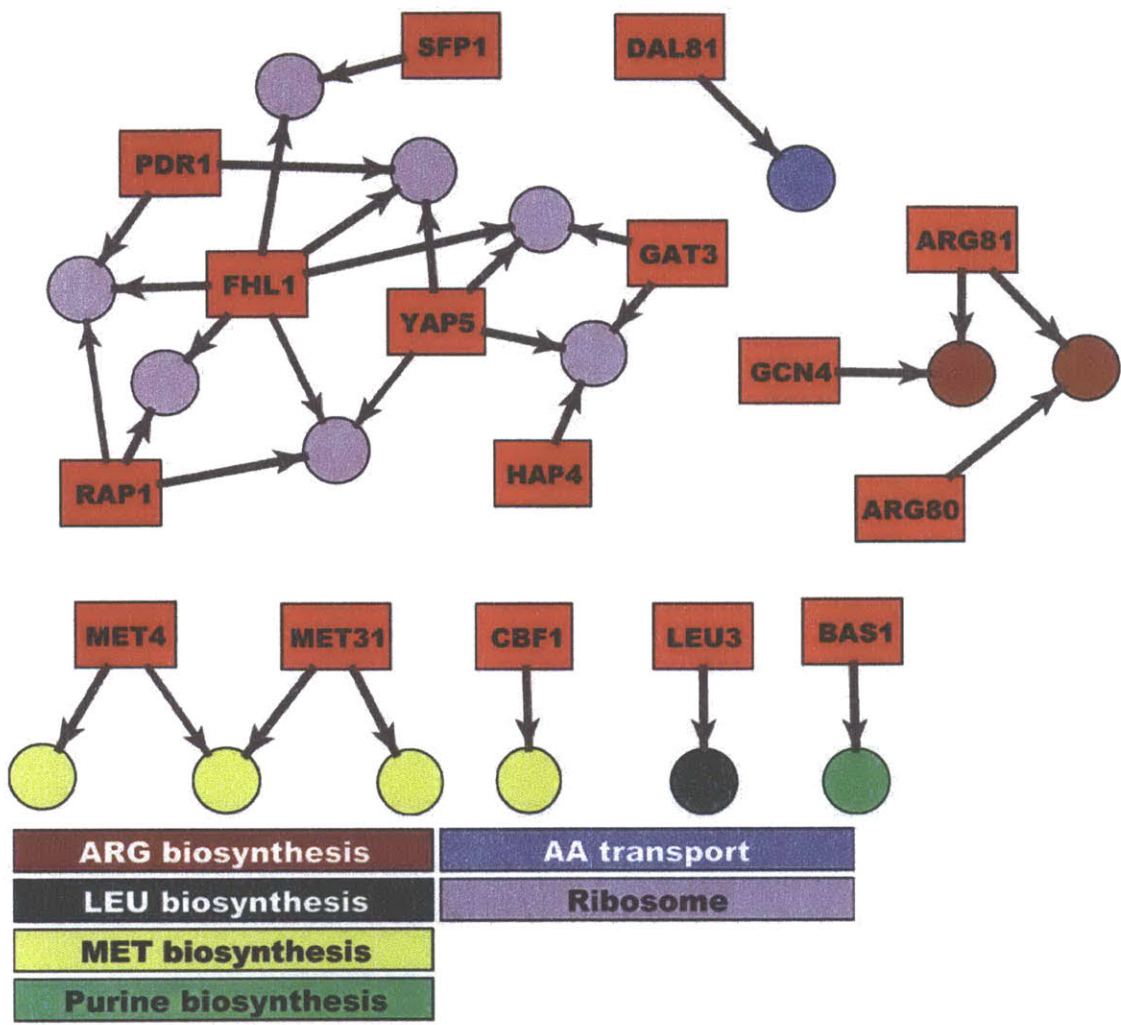 SFP1
DAL81
PDR1
ARG81
GAT3
FHL1
YAP5
GCN4
HAP4
RAP1
ARG80
MET4
MET31
CBF1
LEU3
BAS1
ARG biosynthesis
AA transport
LEU biosynthesis
Ribosome
MET biosynthesis
Purine biosynthesis